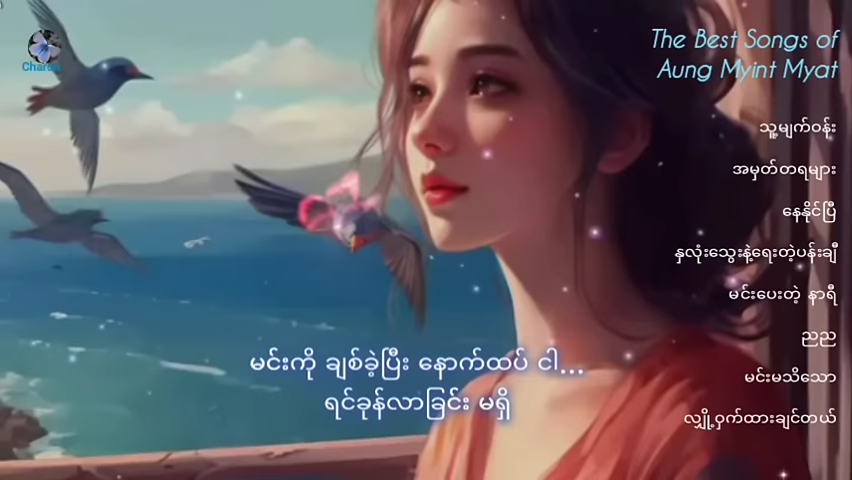 The Best Songs of
Aung Myint Myat
သူ့မျက်ဝန်း
အမှတ်တရများ
နေနိုင်ပြီ
နှလုံးသွေးနဲ့ရေးတဲ့ပန်းချီ
မင်းပေးတဲ့ နာရီ
ညည
မင်းမသိသော
လျှို့ဝှက်ထားချင်တယ်
မင်းကို ချစ်ခဲ့ပြီး နောက်ထပ် ငါ...
ရင်ခုန်လာခြင်း မရှိ